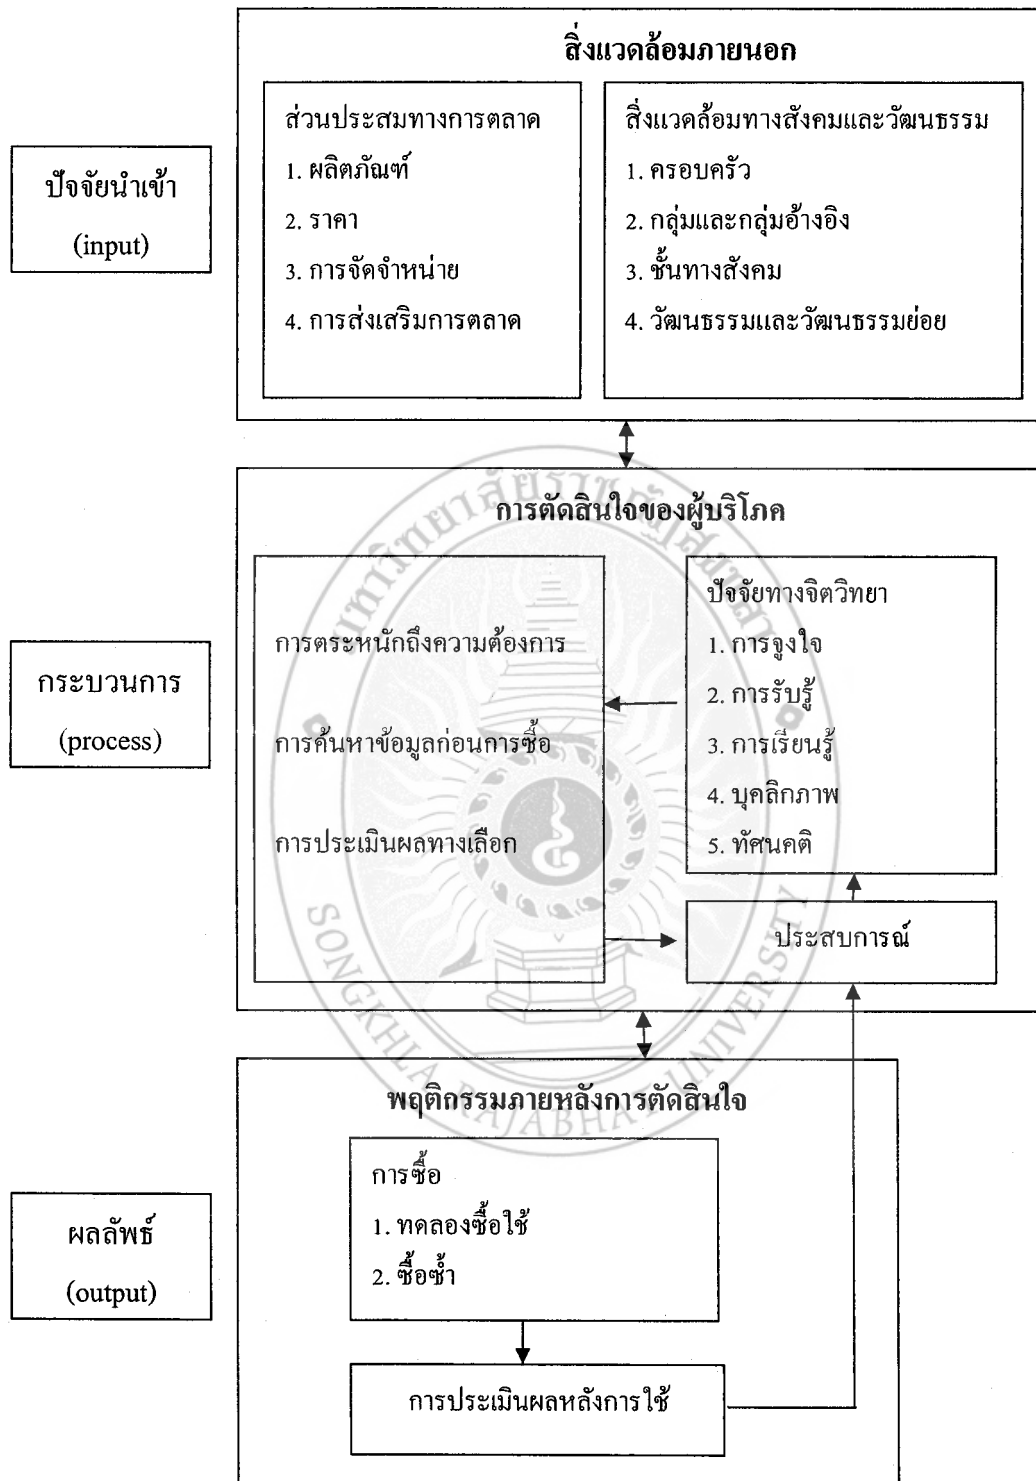 สิ่งแวดล้อมภายนอก
ปัจจัยนำเข้า
(input)
ส่วนประสมทางการตลาด
1. ผลิตภัณฑ์
2. ราคา
3. การจัดจำหน่าย
4. การส่งเสริมการตลาด
สิ่งแวดล้อมทางสังคมและวัฒนธรรม
1. ครอบครัว
2. กลุ่มและกลุ่มอ้างอิง
3. ชั้นทางสังคม
4. วัฒนธรรมและวัฒนธรรมย่อย
การตัดสินใจของผู้บริโภค
กระบวนการ
(process)
การตระหนักถึงความต้องการ
การค้นหาข้อมูลก่อนการซื้อ
การประเมินผลทางเลือก
ปัจจัยทางจิตวิทยา
1. การจูงใจ
2. การรับรู้
3. การเรียนรู้
4. บุคลิกภาพ
5. ทัศนคติ
ประสบการณ์
มหาวิทยาลัยราชภัฏสงขลา
SONGKHLA RAJABHAT UNIVERSITY
พฤติกรรมภายหลังการตัดสินใจ
ผลลัพธ์
(output)
การซื้อ
1. ทดลองซื้อใช้
2. ซื้อซ้ำ
การประเมินผลหลังการใช้